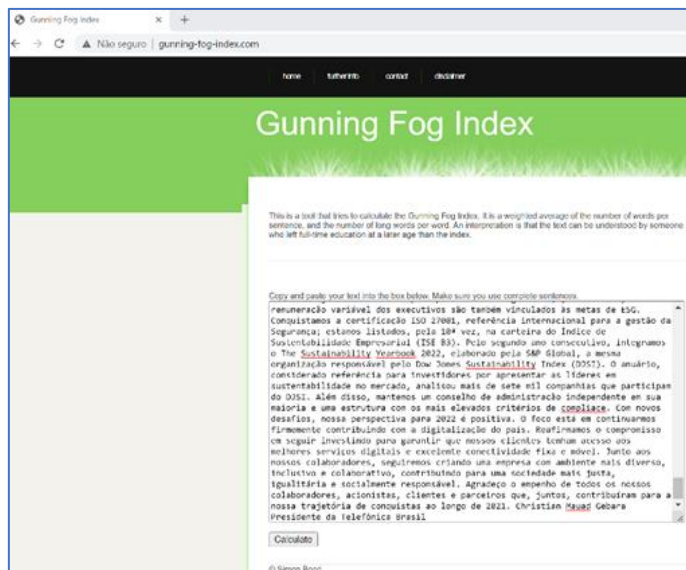 Gunning Fog Index
Não seguro | gunning-fog-index.com
home further info contact disclaimer
Gunning Fog Index
This is a tool that tries to calculate the Gunning Fog Index. It is a weighted average of the number of words per
sentence, and the number of long words per word. An interpretation is that the text can be understood by someone
who left full-time education at a later age than the index.
Copy and paste your text into the box below. Make sure you use complete sentences.
remuneração variável dos executivos são também vinculados às metas de ESG.
Conquistamos a certificação ISO 27001, referência internacional para a gestão da
Segurança; estamos listados, pela 10ª vez, na carteira do Índice de
Sustentabilidade Empresarial (ISE B3). Pelo segundo ano consecutivo, integramos
o The Sustainability Yearbook 2022, elaborado pela S&P Global, a mesma
organização responsável pelo Dow Jones Sustainability Index (DJSI). O anuário,
considerado referência para investidores por apresentar as líderes em
sustentabilidade no mercado, analisou mais de sete mil companhias que participam
do DJSI. Além disso, mantemos um conselho de administração independente em sua
maioria e uma estrutura com os mais elevados critérios de compliace. Com novos
desafios, nossa perspectiva para 2022 é positiva. O foco está em continuarmos
firmemente contribuindo com a digitalização do país. Reafirmamos o compromisso
em seguir investindo para garantir que nossos clientes tenham acesso aos
melhores serviços digitais e excelente conectividade fixa e móvel. Junto aos
nossos colaboradores, seguiremos criando uma empresa com ambiente mais diverso,
inclusivo e colaborativo, contribuindo para uma sociedade mais justa,
igualitária e socialmente responsável. Agradeço o empenho de todos os nossos
colaboradores, acionistas, clientes e parceiros que, juntos, contribuíram para a
nossa trajetória de conquistas ao longo de 2021. Christian Mauad Gebara
Presidente da Telefônica Brasil
Calculate
© Simon Bond